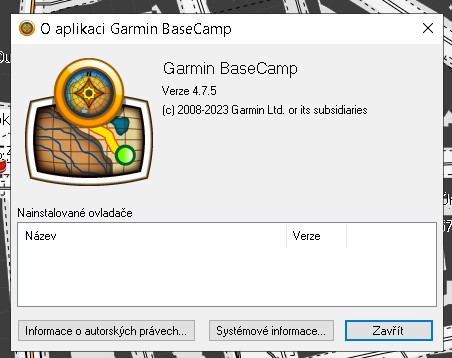 O aplikaci Garmin BaseCamp
Garmin BaseCamp
Verze 4.7.5
(c) 2008-2023 Garmin Ltd. or its subsidiaries
Nainstalované ovladače
Název Verze
Informace o autorských právech... Systémové informace... Zavřít